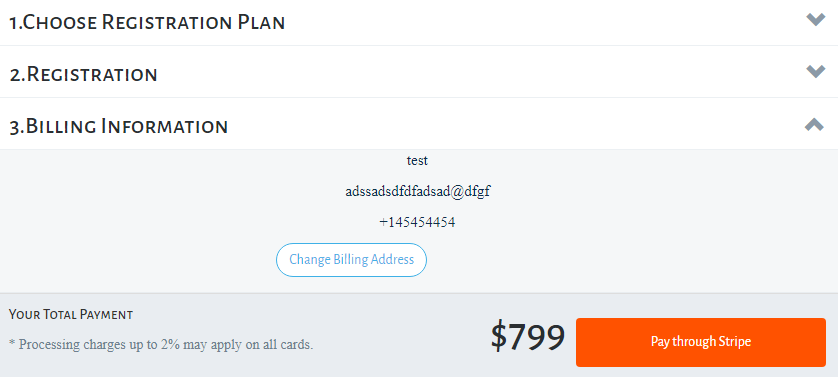 1.Choose Registration Plan
2.Registration
3.Billing Information
test
adssadsdfdfadsad@dfgf
+145454454
Change Billing Address
Your Total Payment
* Processing charges up to 2% may apply on all cards.
$799
Pay through Stripe